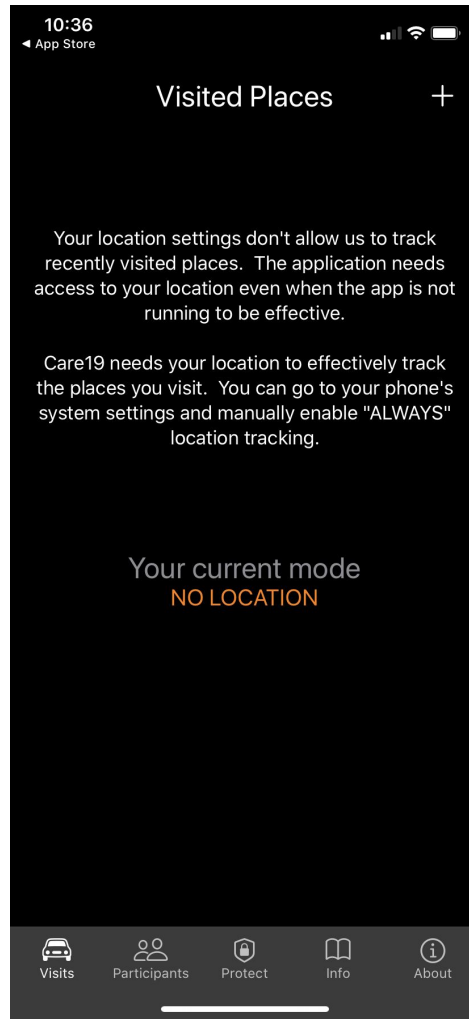 10:36
◀ App Store
Visited Places
+
Your location settings don't allow us to track
recently visited places.  The application needs
access to your location even when the app is not
running to be effective.
Care19 needs your location to effectively track
the places you visit.  You can go to your phone's
system settings and manually enable "ALWAYS"
location tracking.
Your current mode
NO LOCATION
Visits Participants Protect Info About